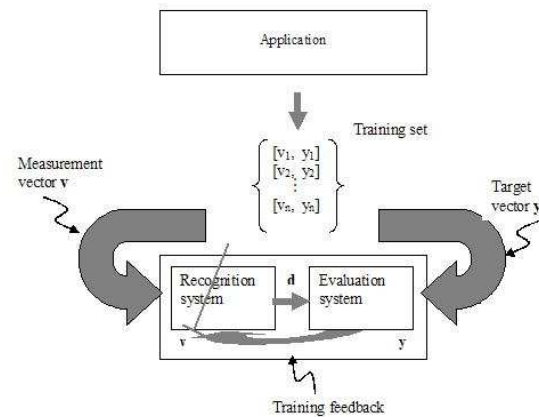 Application
Training set
[v₁, y₁]
[v₂, y₂]
⋮
[vₙ, yₙ]
Measurement
vector v
Target
vector y
Recognition
system
d
Evaluation
system
v
y
Training feedback